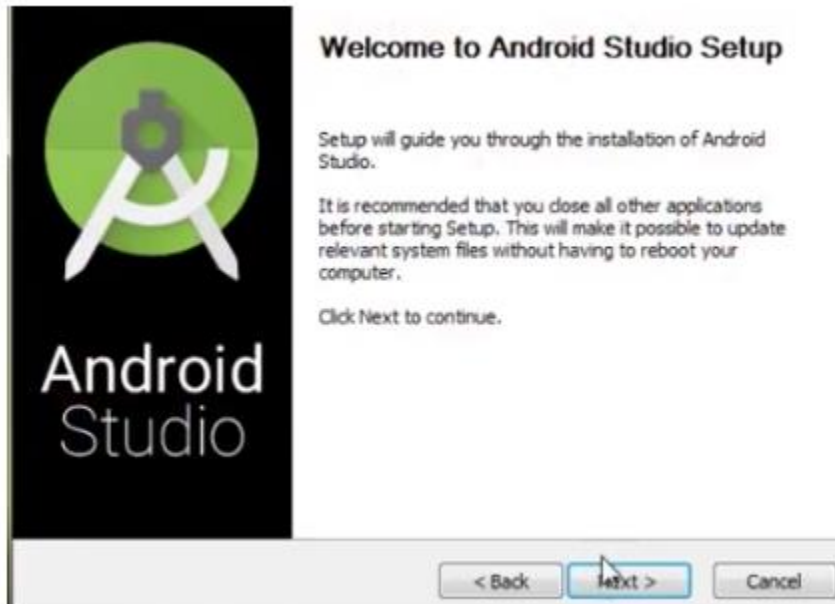 Welcome to Android Studio Setup
Setup will guide you through the installation of Android
Studio.
It is recommended that you close all other applications
before starting Setup. This will make it possible to update
relevant system files without having to reboot your
computer.
Click Next to continue.
Android
Studio
< Back
Next >
Cancel